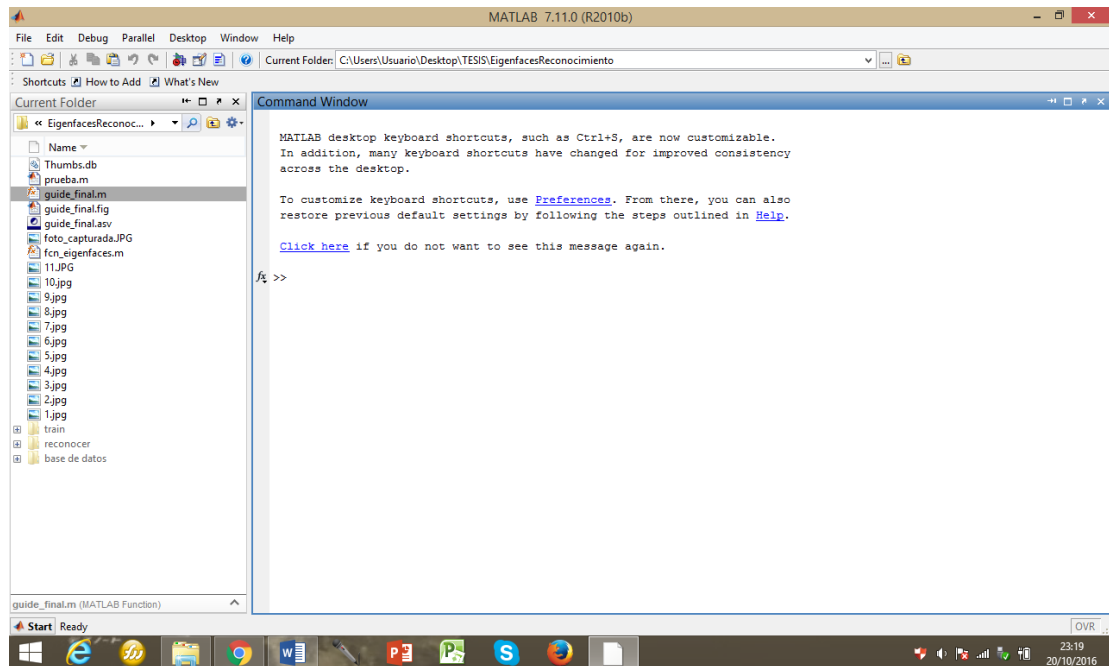 MATLAB 7.11.0 (R2010b)
File Edit Debug Parallel Desktop Window Help
Current Folder: C:\Users\Usuario\Desktop\TESIS\EigenfacesReconocimiento
Shortcuts How to Add What's New
Current Folder
« EigenfacesReconoc...
Name
Thumbs.db
prueba.m
guide_final.m
guide_final.fig
guide_final.asv
foto_capturada.JPG
fcn_eigenfaces.m
11.JPG
10.jpg
9.jpg
8.jpg
7.jpg
6.jpg
5.jpg
4.jpg
3.jpg
2.jpg
1.jpg
train
reconocer
base de datos
guide_final.m (MATLAB Function)
Command Window
MATLAB desktop keyboard shortcuts, such as Ctrl+S, are now customizable.
In addition, many keyboard shortcuts have changed for improved consistency
across the desktop.
To customize keyboard shortcuts, use Preferences. From there, you can also
restore previous default settings by following the steps outlined in Help.
Click here if you do not want to see this message again.
fx >>
Start Ready
OVR
23:19
20/10/2016